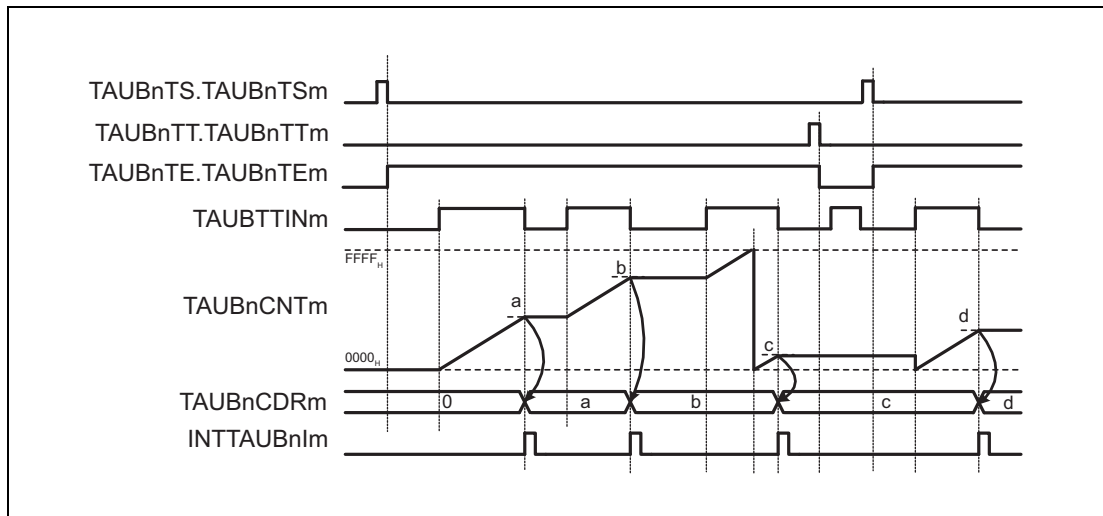 TAUBnTS.TAUBnTSm
TAUBnTT.TAUBnTTm
TAUBnTE.TAUBnTEm
TAUBTTINm
FFFFH
b
TAUBnCNTm
a
d
c
0000H
TAUBnCDRm
0 a b c d
INTTAUBnIm